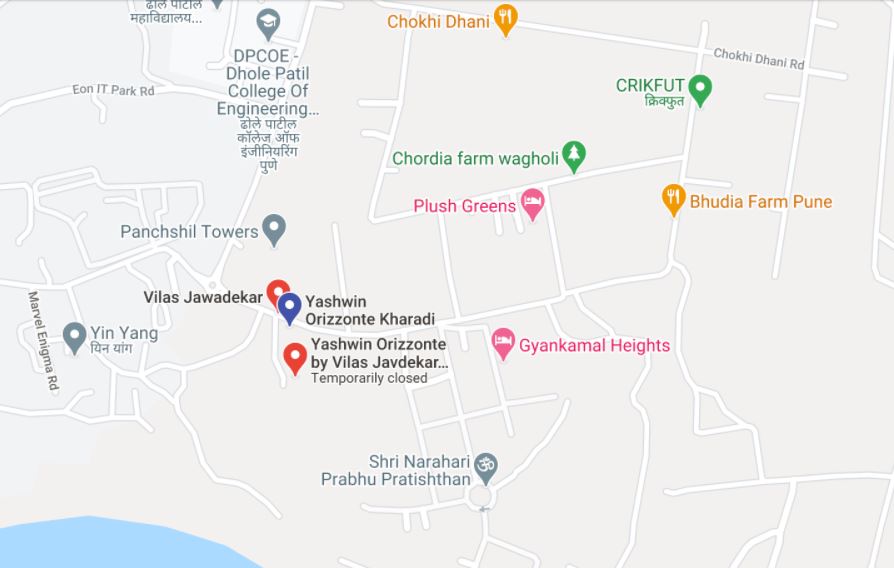 ढोले पाटील
महाविद्यालय...
Chokhi Dhani
DPCOE -
Dhole Patil
College Of
Engineering...
ढोले पाटील
कॉलेज ऑफ
इंजीनियरिंग
पुणे
Chokhi Dhani Rd
Eon IT Park Rd
CRIKFUT
क्रिक्फुत
Chordia farm wagholi
Plush Greens
Bhudia Farm Pune
Panchshil Towers
Vilas Jawadekar
Yashwin
Orizzonte Kharadi
Marvel Enigma Rd
Yin Yang
यिन यांग
Yashwin Orizzonte
by Vilas Javdekar...
Temporarily closed
Gyankamal Heights
Shri Narahari
Prabhu Pratishthan
ॐ